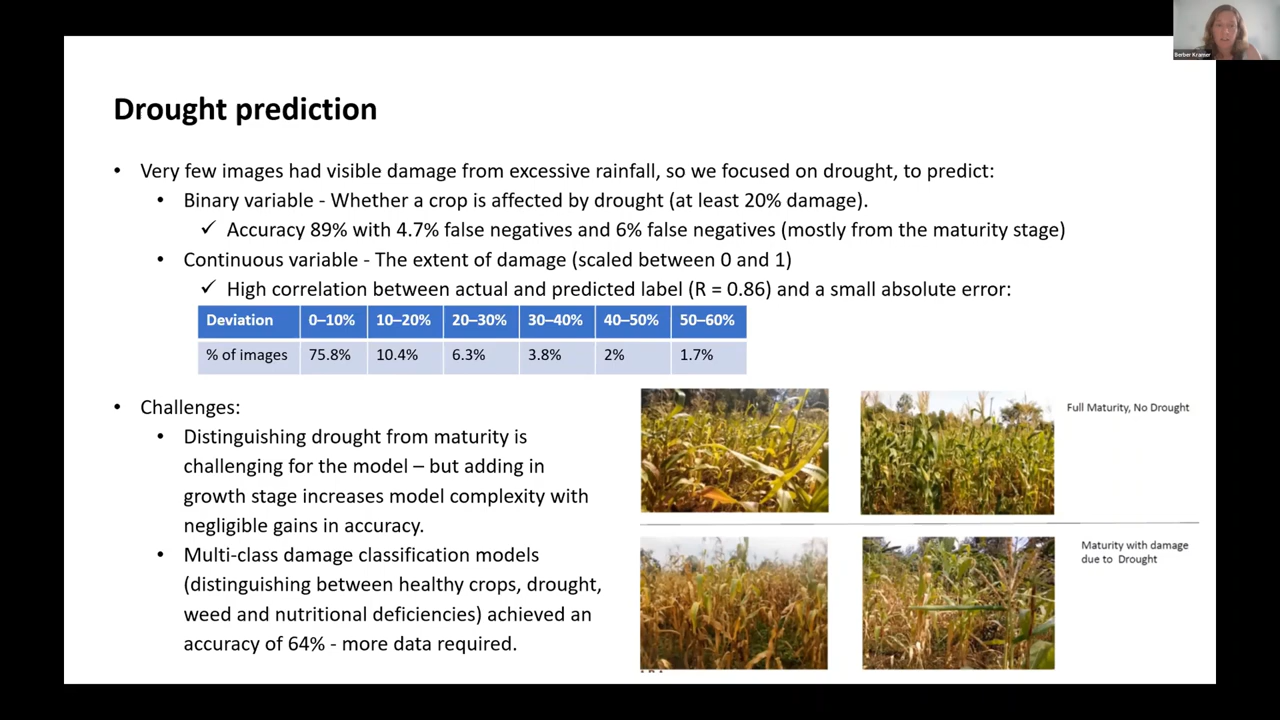 Berber Kramer
Drought prediction
• Very few images had visible damage from excessive rainfall, so we focused on drought, to predict:
• Binary variable - Whether a crop is affected by drought (at least 20% damage).
✓ Accuracy 89% with 4.7% false negatives and 6% false negatives (mostly from the maturity stage)
• Continuous variable - The extent of damage (scaled between 0 and 1)
✓ High correlation between actual and predicted label (R = 0.86) and a small absolute error:
Deviation 0–10% 10–20% 20–30% 30–40% 40–50% 50–60%
% of images 75.8% 10.4% 6.3% 3.8% 2% 1.7%
• Challenges:
• Distinguishing drought from maturity is
challenging for the model – but adding in
growth stage increases model complexity with
negligible gains in accuracy.
• Multi-class damage classification models
(distinguishing between healthy crops, drought,
weed and nutritional deficiencies) achieved an
accuracy of 64% - more data required.
Full Maturity, No Drought
Maturity with damage
due to Drought